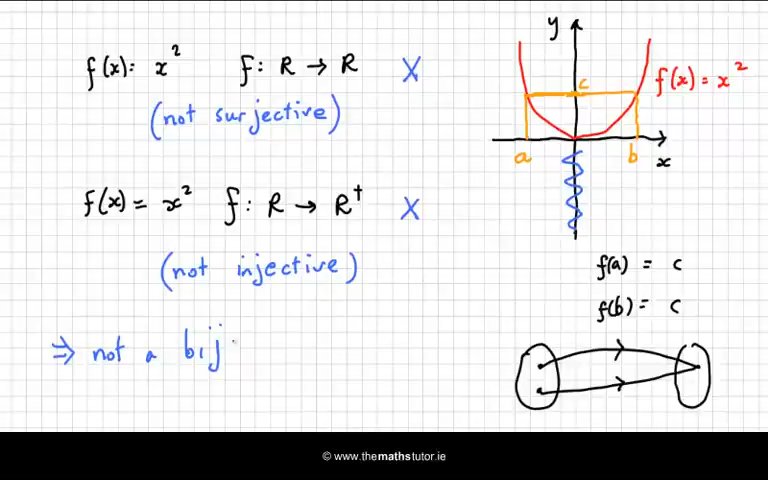 f(x) = x² f: R → R X
(not surjective)
f(x) = x² f: R → R⁺ X
(not injective)
⇒ not a bij
y
c
f(x) = x²
a b x
f(a) = c
f(b) = c
© www.themathstutor.ie